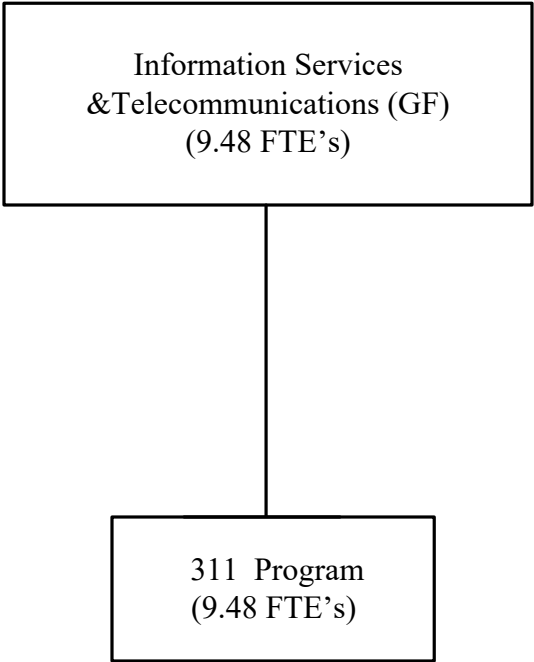 Information Services
&Telecommunications (GF)
(9.48 FTE’s)
311  Program
(9.48 FTE’s)